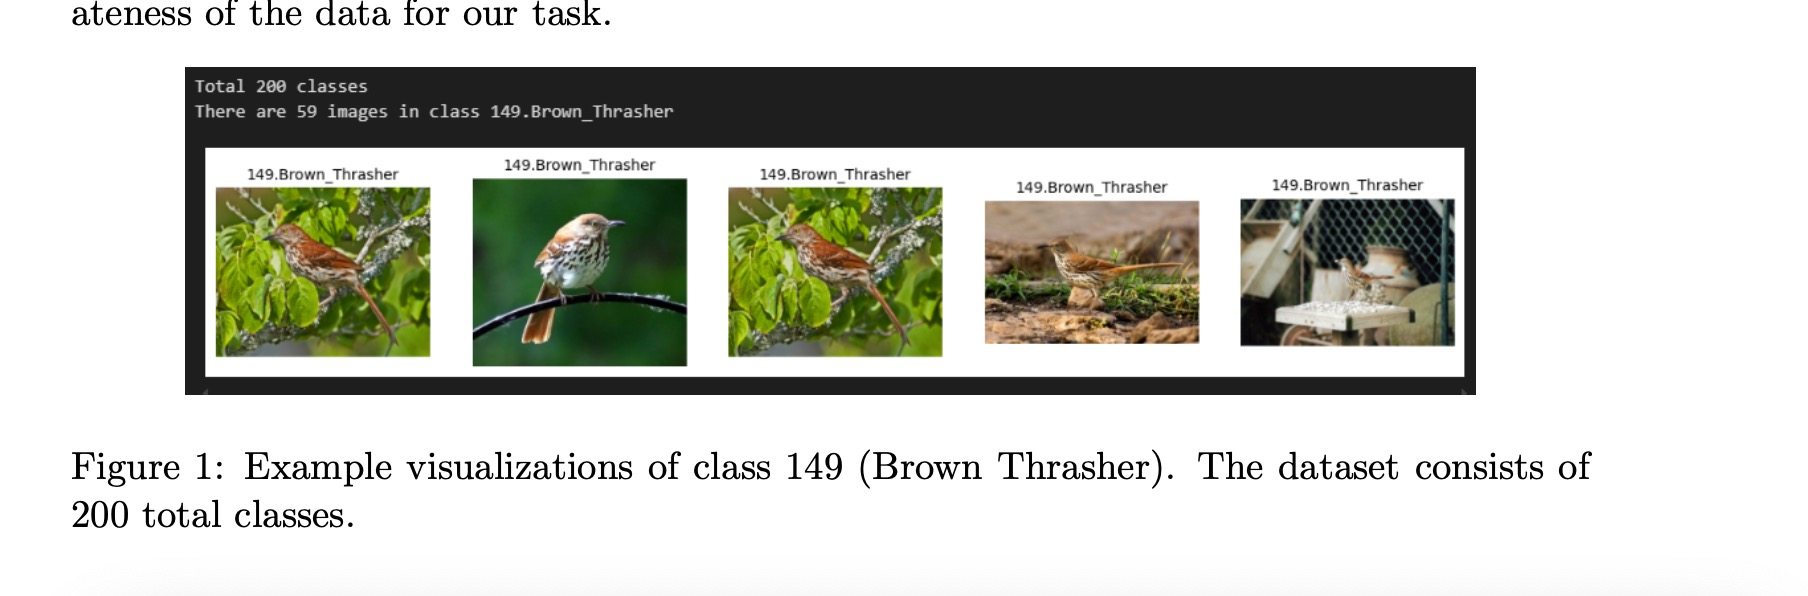 ateness of the data for our task.
Total 200 classes
There are 59 images in class 149.Brown_Thrasher
149.Brown_Thrasher
149.Brown_Thrasher
149.Brown_Thrasher
149.Brown_Thrasher
149.Brown_Thrasher
Figure 1: Example visualizations of class 149 (Brown Thrasher). The dataset consists of
200 total classes.